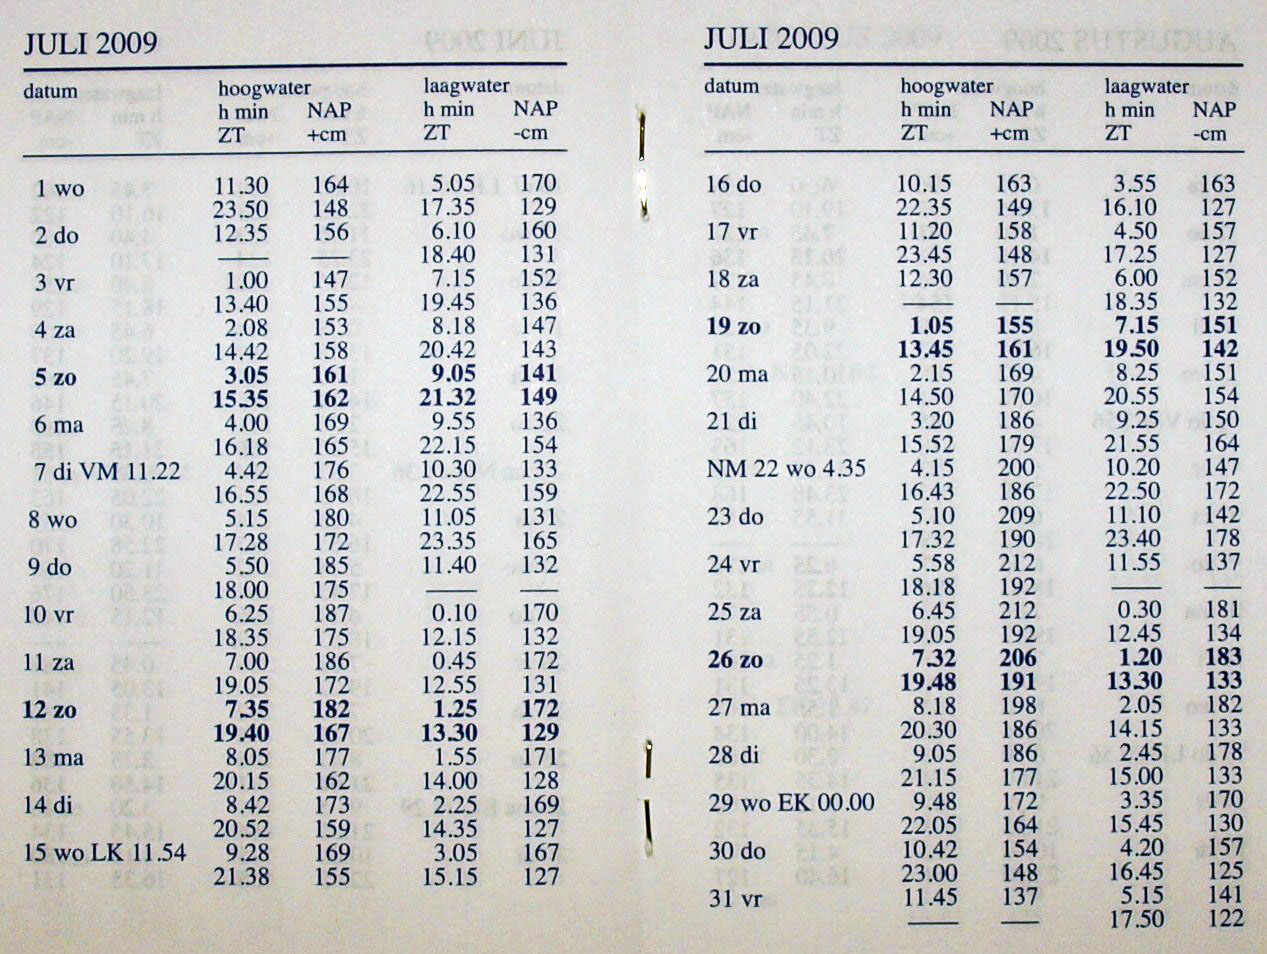 JULI 2009
datum hoogwater laagwater
h min NAP h min NAP
ZT +cm ZT -cm
1 wo 11.30 164 5.05 170
23.50 148 17.35 129
2 do 12.35 156 6.10 160
—— —— 18.40 131
3 vr 1.00 147 7.15 152
13.40 155 19.45 136
4 za 2.08 153 8.18 147
14.42 158 20.42 143
5 zo 3.05 161 9.05 141
15.35 162 21.32 149
6 ma 4.00 169 9.55 136
16.18 165 22.15 154
7 di VM 11.22 4.42 176 10.30 133
16.55 168 22.55 159
8 wo 5.15 180 11.05 131
17.28 172 23.35 165
9 do 5.50 185 11.40 132
18.00 175 —— ——
10 vr 6.25 187 0.10 170
18.35 175 12.15 132
11 za 7.00 186 0.45 172
19.05 172 12.55 131
12 zo 7.35 182 1.25 172
19.40 167 13.30 129
13 ma 8.05 177 1.55 171
20.15 162 14.00 128
14 di 8.42 173 2.25 169
20.52 159 14.35 127
15 wo LK 11.54 9.28 169 3.05 167
21.38 155 15.15 127
JULI 2009
datum hoogwater laagwater
h min NAP h min NAP
ZT +cm ZT -cm
16 do 10.15 163 3.55 163
22.35 149 16.10 127
17 vr 11.20 158 4.50 157
23.45 148 17.25 127
18 za 12.30 157 6.00 152
—— —— 18.35 132
19 zo 1.05 155 7.15 151
13.45 161 19.50 142
20 ma 2.15 169 8.25 151
14.50 170 20.55 154
21 di 3.20 186 9.25 150
15.52 179 21.55 164
NM 22 wo 4.35 4.15 200 10.20 147
16.43 186 22.50 172
23 do 5.10 209 11.10 142
17.32 190 23.40 178
24 vr 5.58 212 11.55 137
18.18 192 —— ——
25 za 6.45 212 0.30 181
19.05 192 12.45 134
26 zo 7.32 206 1.20 183
19.48 191 13.30 133
27 ma 8.18 198 2.05 182
20.30 186 14.15 133
28 di 9.05 186 2.45 178
21.15 177 15.00 133
29 wo EK 00.00 9.48 172 3.35 170
22.05 164 15.45 130
30 do 10.42 154 4.20 157
23.00 148 16.45 125
31 vr 11.45 137 5.15 141
—— —— 17.50 122